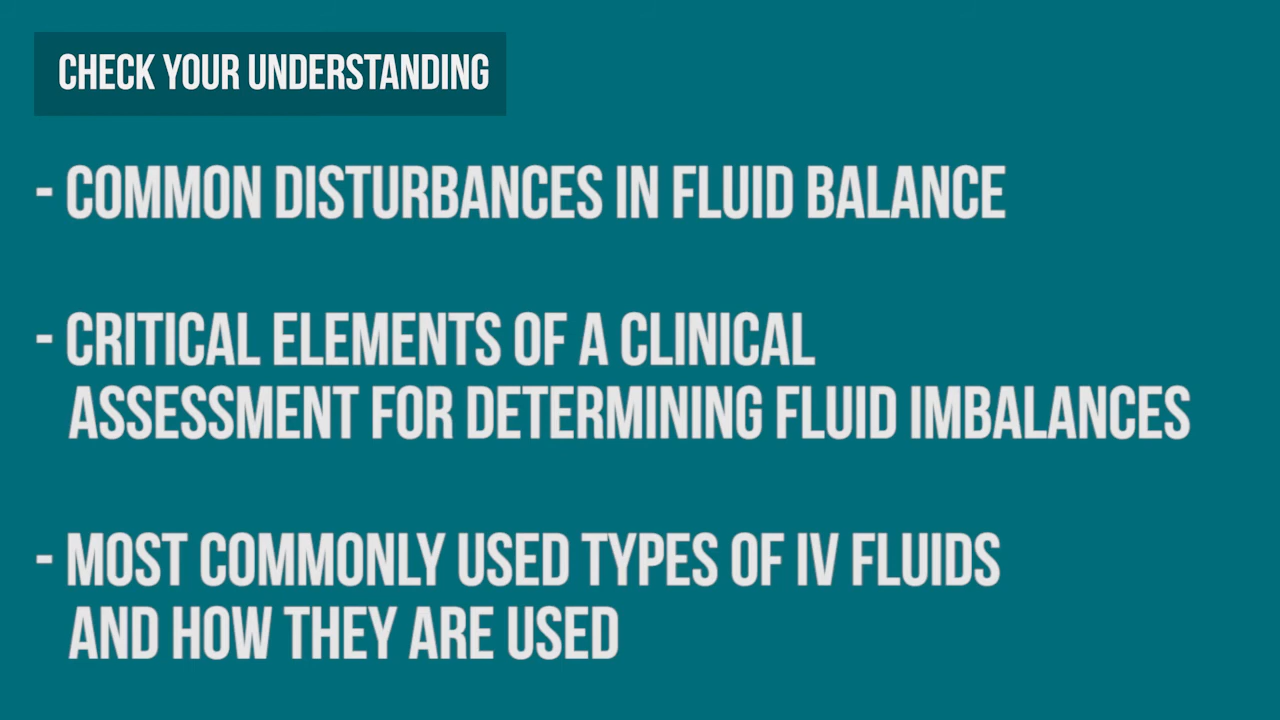 CHECK YOUR UNDERSTANDING
- COMMON DISTURBANCES IN FLUID BALANCE
- CRITICAL ELEMENTS OF A CLINICAL
ASSESSMENT FOR DETERMINING FLUID IMBALANCES
- MOST COMMONLY USED TYPES OF IV FLUIDS
AND HOW THEY ARE USED